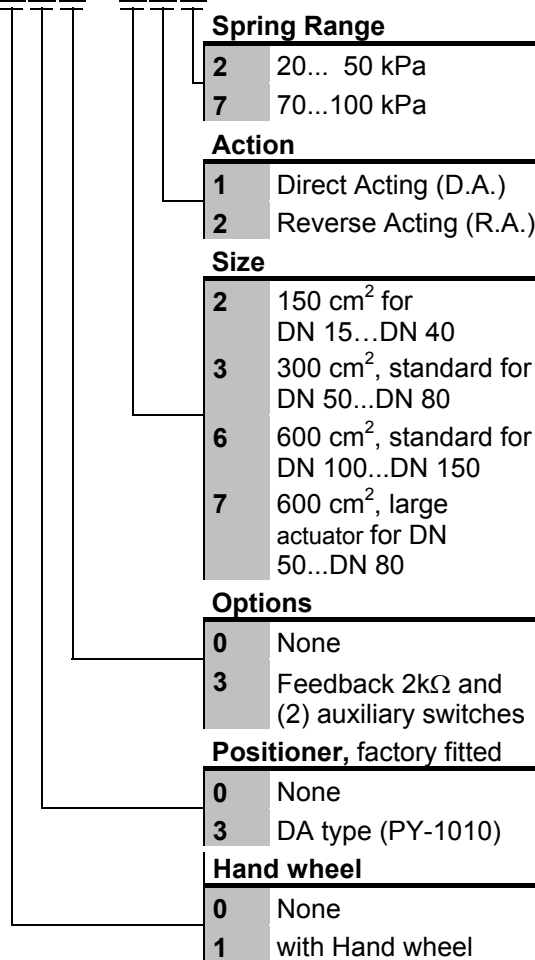 Spring Range
2 20... 50 kPa
7 70...100 kPa
Action
1 Direct Acting (D.A.)
2 Reverse Acting (R.A.)
Size
2 150 cm² for
DN 15…DN 40
3 300 cm², standard for
DN 50...DN 80
6 600 cm², standard for
DN 100...DN 150
7 600 cm², large
actuator for DN
50...DN 80
Options
0 None
3 Feedback 2kΩ and
(2) auxiliary switches
Positioner, factory fitted
0 None
3 DA type (PY-1010)
Hand wheel
0 None
1 with Hand wheel